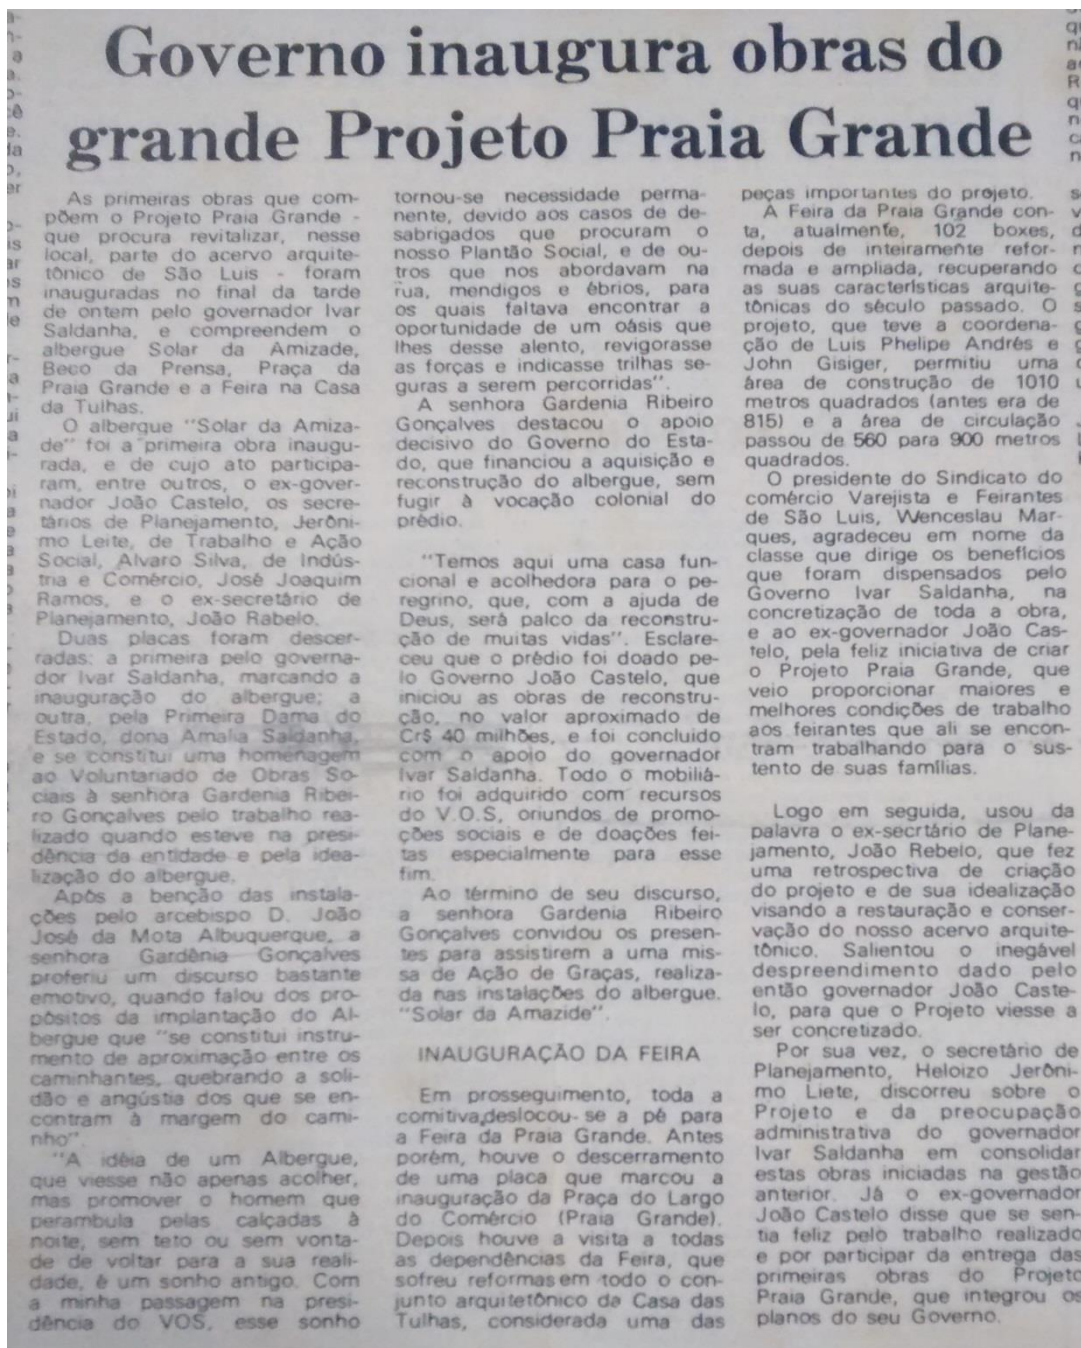 Governo inaugura obras do
grande Projeto Praia Grande
As primeiras obras que com-
põem o Projeto Praia Grande -
que procura revitalizar, nesse
local, parte do acervo arquite-
tônico de São Luis - foram
inauguradas no final da tarde
de ontem pelo governador Ivar
Saldanha, e compreendem o
albergue Solar da Amizade,
Beco da Prensa, Praça da
Praia Grande e a Feira na Casa
da Tulhas.
O albergue "Solar da Amiza-
de" foi a primeira obra inaugu-
rada, e de cujo ato participa-
ram, entre outros, o ex-gover-
nador João Castelo, os secre-
tários de Planejamento, Jerôni-
mo Leite, de Trabalho e Ação
Social, Alvaro Silva, de Indús-
tria e Comércio, José Joaquim
Ramos, e o ex-secretário de
Planejamento, João Rabelo.
Duas placas foram descer-
radas: a primeira pelo governa-
dor Ivar Saldanha, marcando a
inauguração do albergue; a
outra, pela Primeira Dama do
Estado, dona Amalia Saldanha,
e se constitui uma homenagem
ao Voluntariado de Obras So-
ciais à senhora Gardenia Ribei-
ro Gonçalves pelo trabalho rea-
lizado quando esteve na presi-
dência da entidade e pela idea-
lização do albergue.
Após a benção das instala-
ções pelo arcebispo D. João
José da Mota Albuquerque, a
senhora Gardênia Gonçalves
proferiu um discurso bastante
emotivo, quando falou dos pro-
pósitos da implantação do Al-
bergue que "se constitui instru-
mento de aproximação entre os
caminhantes, quebrando a soli-
dão e angústia dos que se en-
contram à margem do cami-
nho".
"A idéia de um Albergue,
que viesse não apenas acolher,
mas promover o homem que
perambula pelas calçadas à
noite, sem teto ou sem vonta-
de de voltar para a sua reali-
dade, é um sonho antigo. Com
a minha passagem na presi-
dência do VOS, esse sonho
tornou-se necessidade perma-
nente, devido aos casos de de-
sabrigados que procuram o
nosso Plantão Social, e de ou-
tros que nos abordavam na
rua, mendigos e ébrios, para
os quais faltava encontrar a
oportunidade de um oásis que
lhes desse alento, revigorasse
as forças e indicasse trilhas se-
guras a serem percorridas".
A senhora Gardenia Ribeiro
Gonçalves destacou o apoio
decisivo do Governo do Esta-
do, que financiou a aquisição e
reconstrução do albergue, sem
fugir à vocação colonial do
prédio.
"Temos aqui uma casa fun-
cional e acolhedora para o pe-
regrino, que, com a ajuda de
Deus, será palco da reconstru-
ção de muitas vidas". Esclare-
ceu que o prédio foi doado pe-
lo Governo João Castelo, que
iniciou as obras de reconstru-
ção, no valor aproximado de
Cr$ 40 milhões, e foi concluido
com o apoio do governador
Ivar Saldanha. Todo o mobiliá-
rio foi adquirido com recursos
do V.O.S, oriundos de promo-
ções sociais e de doações fei-
tas especialmente para esse
fim.
Ao término de seu discurso,
a senhora Gardenia Ribeiro
Gonçalves convidou os presen-
tes para assistirem a uma mis-
sa de Ação de Graças, realiza-
da nas instalações do albergue.
"Solar da Amazide".
INAUGURAÇÃO DA FEIRA
Em prosseguimento, toda a
comitiva,deslocou-se a pé para
a Feira da Praia Grande. Antes
porém, houve o descerramento
de uma placa que marcou a
inauguração da Praça do Largo
do Comércio (Praia Grande).
Depois houve a visita a todas
as dependências da Feira, que
sofreu reformas em todo o con-
junto arquitetônico da Casa das
Tulhas, considerada uma das
peças importantes do projeto.
A Feira da Praia Grande con-
ta, atualmente, 102 boxes,
depois de inteiramente refor-
mada e ampliada, recuperando
as suas características arquite-
tônicas do século passado. O
projeto, que teve a coordena-
ção de Luis Phelipe Andrés e
John Gisiger, permitiu uma
área de construção de 1010
metros quadrados (antes era de
815) e a área de circulação
passou de 560 para 900 metros
quadrados.
O presidente do Sindicato do
comércio Varejista e Feirantes
de São Luis, Wenceslau Mar-
ques, agradeceu em nome da
classe que dirige os benefícios
que foram dispensados pelo
Governo Ivar Saldanha, na
concretização de toda a obra,
e ao ex-governador João Cas-
telo, pela feliz iniciativa de criar
o Projeto Praia Grande, que
veio proporcionar maiores e
melhores condições de trabalho
aos feirantes que ali se encon-
tram trabalhando para o sus-
tento de suas famílias.
Logo em seguida, usou da
palavra o ex-secrtário de Plane-
jamento, João Rebelo, que fez
uma retrospectiva de criação
do projeto e de sua idealização
visando a restauração e conser-
vação do nosso acervo arquite-
tônico. Salientou o inegável
despreendimento dado pelo
então governador João Caste-
lo, para que o Projeto viesse a
ser concretizado.
Por sua vez, o secretário de
Planejamento, Heloizo Jerôni-
mo Liete, discorreu sobre o
Projeto e da preocupação
administrativa do governador
Ivar Saldanha em consolidar
estas obras iniciadas na gestão
anterior. Já o ex-governador
João Castelo disse que se sen-
tia feliz pelo trabalho realizado
e por participar da entrega das
primeiras obras do Projeto
Praia Grande, que integrou os
planos do seu Governo.